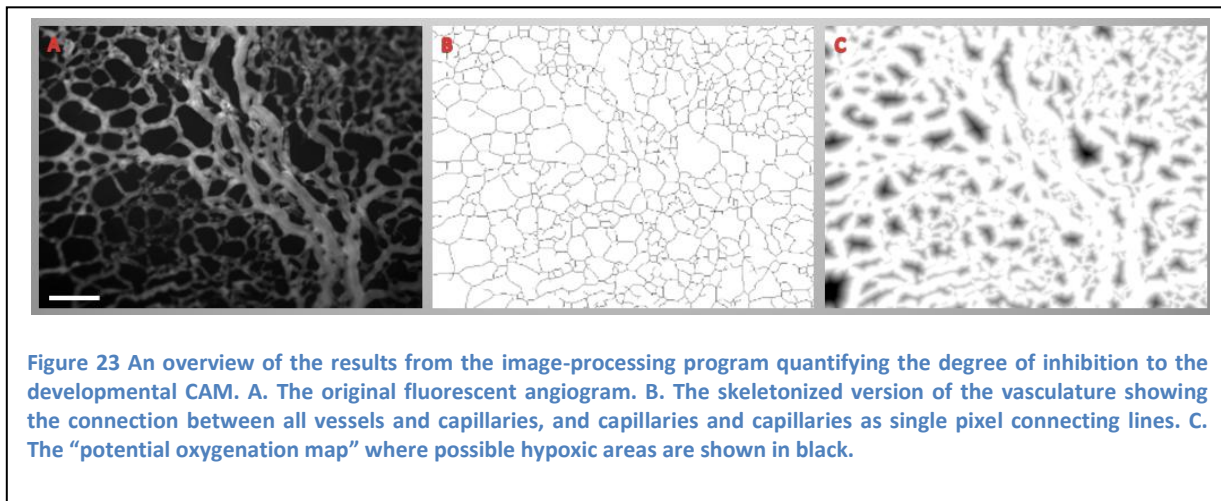 A B C
Figure 23 An overview of the results from the image-processing program quantifying the degree of inhibition to the
developmental CAM. A. The original fluorescent angiogram. B. The skeletonized version of the vasculature showing
the connection between all vessels and capillaries, and capillaries and capillaries as single pixel connecting lines. C.
The “potential oxygenation map” where possible hypoxic areas are shown in black.